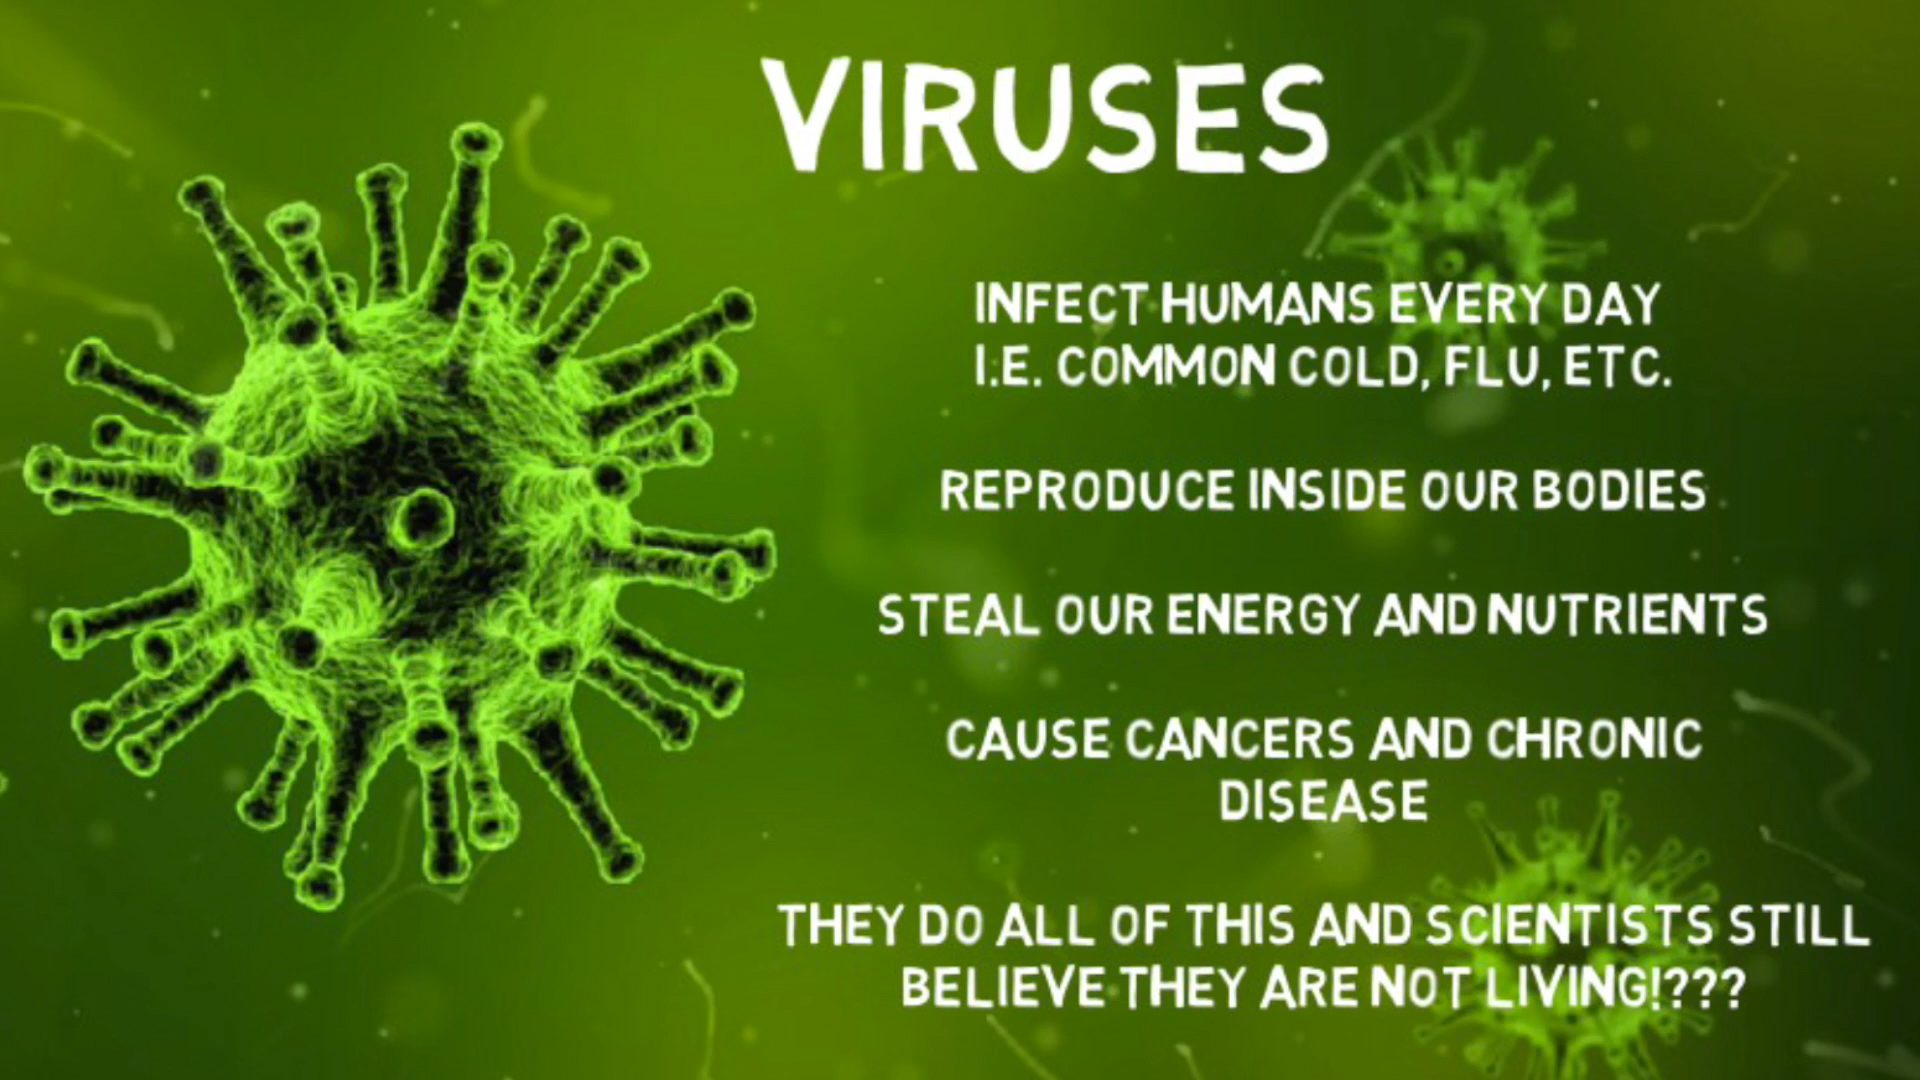 VIRUSES
INFECT HUMANS EVERY DAY
I.E. COMMON COLD, FLU, ETC.
REPRODUCE INSIDE OUR BODIES
STEAL OUR ENERGY AND NUTRIENTS
CAUSE CANCERS AND CHRONIC
DISEASE
THEY DO ALL OF THIS AND SCIENTISTS STILL
BELIEVE THEY ARE NOT LIVING!???